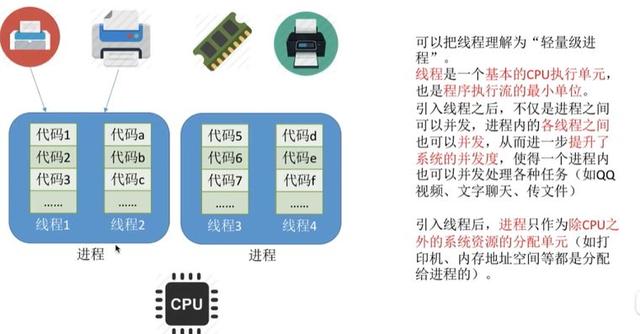 可以把线程理解为“轻量级进
程”。
线程是一个基本的CPU执行单元，
也是程序执行流的最小单位。
引入线程之后，不仅是进程之间
可以并发，进程内的各线程之间
也可以并发，从而进一步提升了
系统的并发度，使得一个进程内
也可以并发处理各种任务（如QQ
视频、文字聊天、传文件）
引入线程后，进程只作为除CPU之
外的系统资源的分配单元（如打
印机、内存地址空间等都是分配
给进程的）。
代码1
代码2
代码3
……
线程1
代码a
代码b
代码c
……
线程2
进程
代码5
代码6
代码7
……
线程3
代码d
代码e
代码f
……
线程4
进程
CPU